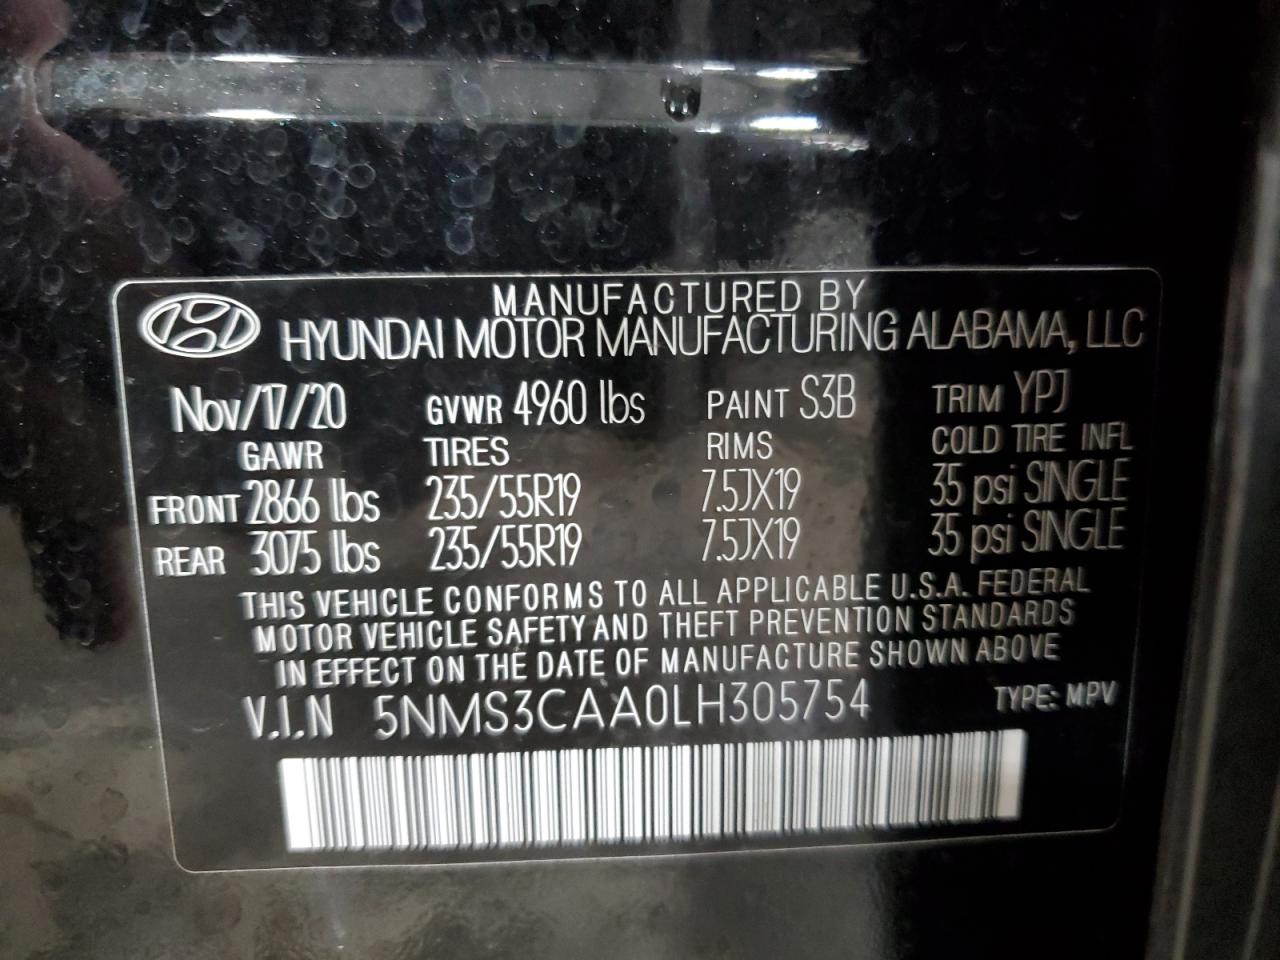 MANUFACTURED BY
HYUNDAI MOTOR MANUFACTURING ALABAMA, LLC
Nov/17/20 GVWR 4960 lbs PAINT S3B TRIM YPJ
GAWR TIRES RIMS COLD TIRE INFL
FRONT 2866 lbs 235/55R19 7.5JX19 35 psi SINGLE
REAR 3075 lbs 235/55R19 7.5JX19 35 psi SINGLE
THIS VEHICLE CONFORMS TO ALL APPLICABLE U.S.A. FEDERAL
MOTOR VEHICLE SAFETY AND THEFT PREVENTION STANDARDS
IN EFFECT ON THE DATE OF MANUFACTURE SHOWN ABOVE
V.I.N 5NMS3CAA0LH305754 TYPE: MPV